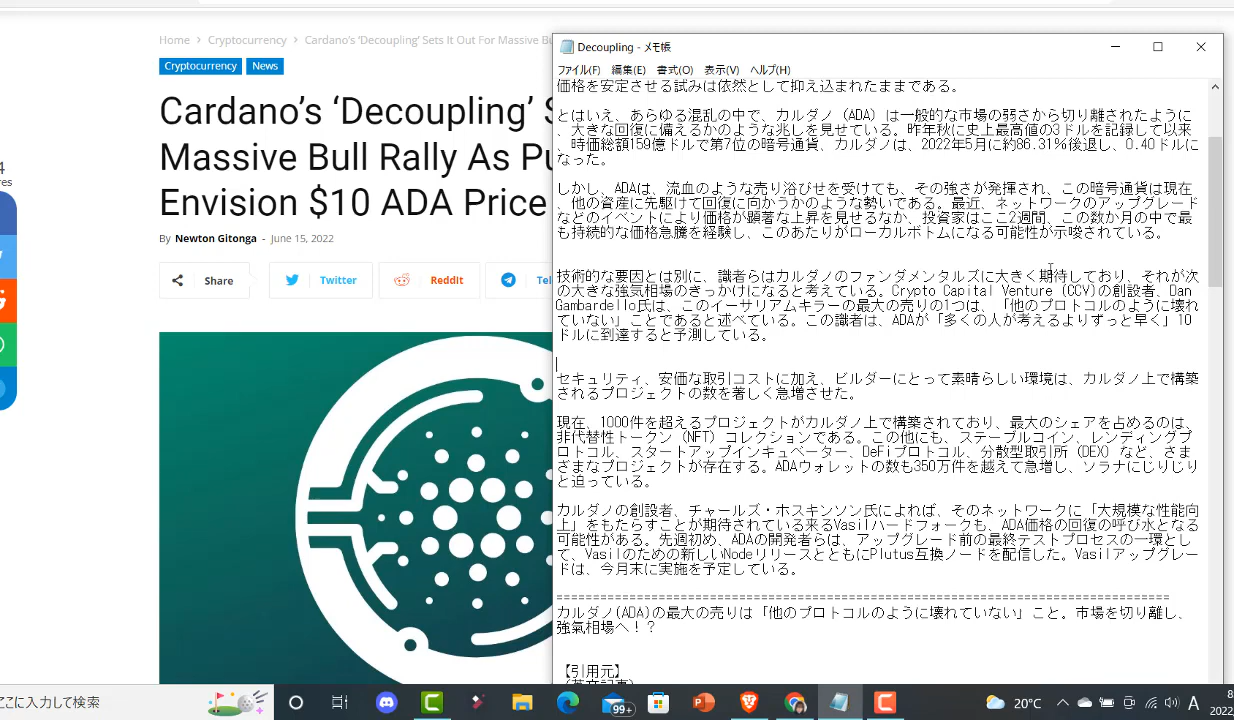 Home > Cryptocurrency > Cardano's 'Decoupling' Sets It Out For Massive Bu
Cryptocurrency News
Cardano's 'Decoupling' S
Massive Bull Rally As Pu
Envision $10 ADA Price
By Newton Gitonga - June 15, 2022
Share Twitter Reddit Tel
4
res
Decoupling - メモ帳
ファイル(F) 編集(E) 書式(O) 表示(V) ヘルプ(H)
価格を安定させる試みは依然として抑え込まれたままである。
とはいえ、あらゆる混乱の中で、カルダノ (ADA) は一般的な市場の弱さから切り離されたように
、大きな回復に備えるかのような兆しを見せている。昨年秋に史上最高値の3ドルを記録して以来
、時価総額159億ドルで第7位の暗号通貨、カルダノは、2022年5月に約86.31%後退し、0.40ドルに
なった。
しかし、ADAは、流血のような売り浴びせを受けても、その強さが発揮され、この暗号通貨は現在
、他の資産に先駆けて回復に向かうかのような勢いである。最近、ネットワークのアップグレード
などのイベントにより価格が顕著な上昇を見せるなか、投資家はここ2週間、この数か月の中で最
も持続的な価格急騰を経験し、このあたりがローカルボトムになる可能性が示唆されている。
技術的な要因とは別に、識者らはカルダノのファンダメンタルズに大きく期待しており、それが次
の大きな強気相場のきっかけになると考えている。Crypto Capital Venture (CCV)の創設者、Dan
Gambardello氏は、このイーサリアムキラーの最大の売りの1つは、「他のプロトコルのように壊れ
ていない」ことであると述べている。この識者は、ADAが「多くの人が考えるよりずっと早く」10
ドルに到達すると予測している。
セキュリティ、安価な取引コストに加え、ビルダーにとって素晴らしい環境は、カルダノ上で構築
されるプロジェクトの数を著しく急増させた。
現在、1000件を超えるプロジェクトがカルダノ上で構築されており、最大のシェアを占めるのは、
非代替性トークン (NFT) コレクションである。この他にも、ステーブルコイン、レンディングプ
ロトコル、スタートアップインキュベーター、DeFiプロトコル、分散型取引所 (DEX) など、さま
ざまなプロジェクトが存在する。ADAウォレットの数も350万件を越えて急増し、ソラナにじりじり
と迫っている。
カルダノの創設者、チャールズ・ホスキンソン氏によれば、そのネットワークに「大規模な性能向
上」をもたらすことが期待されている来るVasilハードフォークも、ADA価格の回復の呼び水となる
可能性がある。先週初め、ADAの開発者らは、アップグレード前の最終テストプロセスの一環とし
て、Vasilのための新しいNodeリリースとともにPlutus互換ノードを配信した。Vasilアップグレー
ドは、今月末に実施を予定している。
=====================================================================================
カルダノ(ADA)の最大の売りは「他のプロトコルのように壊れていない」こと。市場を切り離し、
強氣相場へ！？
【引用元】
ここに入力して検索
99+
20°C
A
8
2022